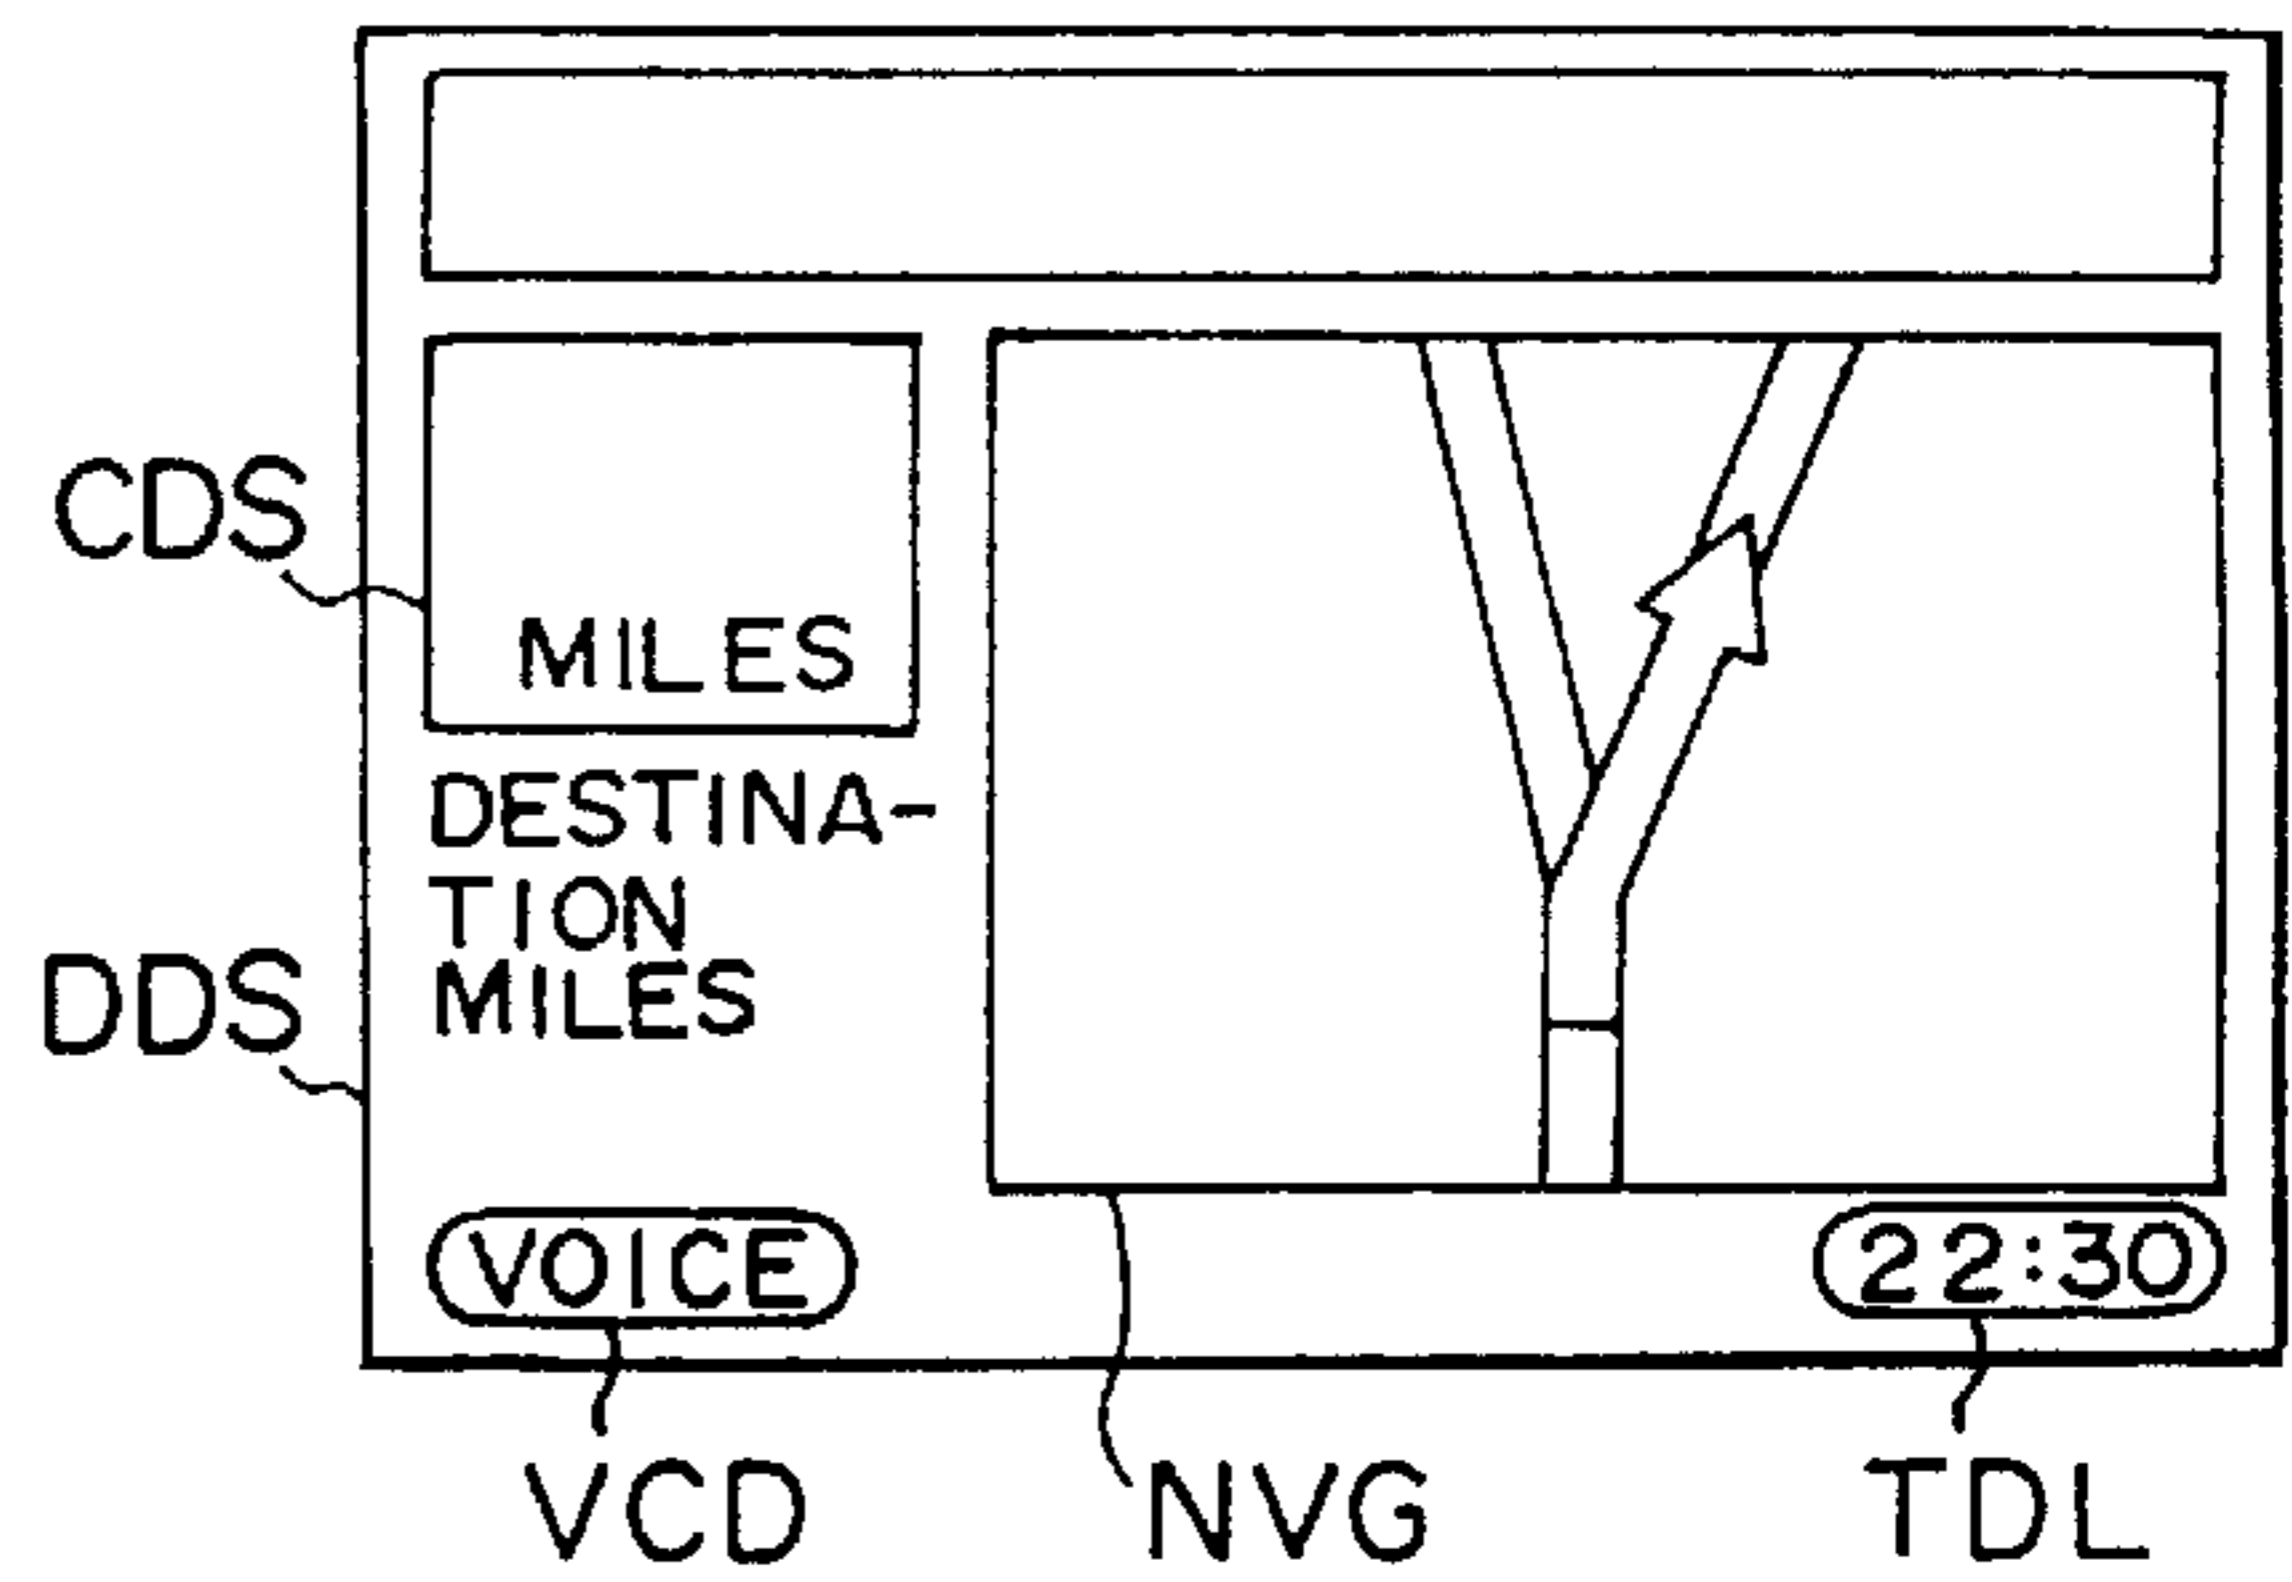 CDS
MILES
DESTINA-
TION
MILES
DDS
VOICE
22:30
VCD
NVG
TDL